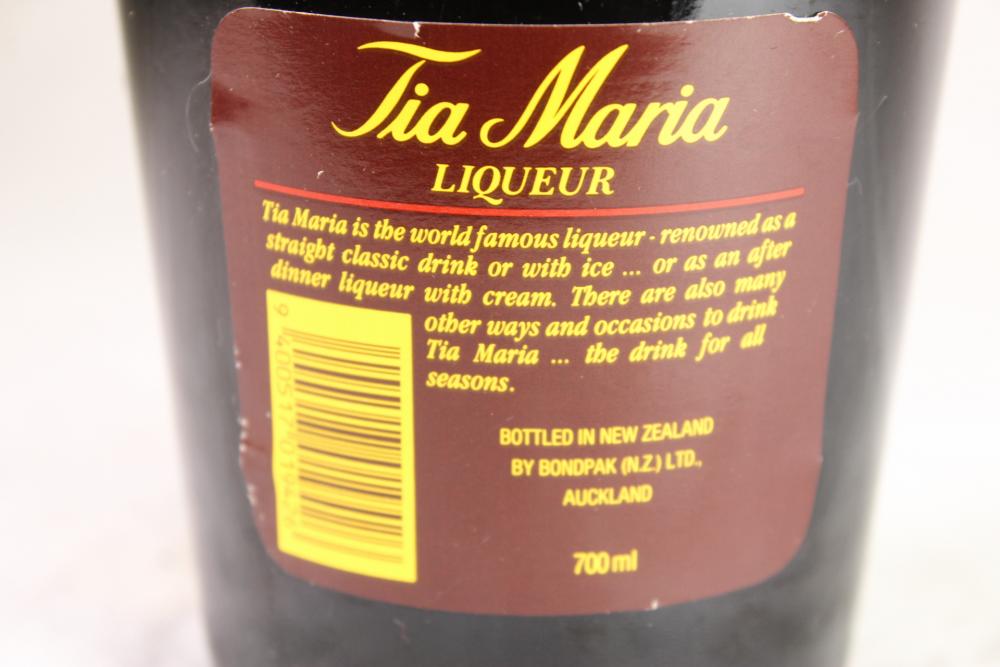 Tia Maria
LIQUEUR
Tia Maria is the world famous liqueur - renowned as a
straight classic drink or with ice ... or as an after
dinner liqueur with cream. There are also many
other ways and occasions to drink
Tia Maria ... the drink for all
seasons.
BOTTLED IN NEW ZEALAND
BY BONDPAK (N.Z.) LTD.,
AUCKLAND
700ml